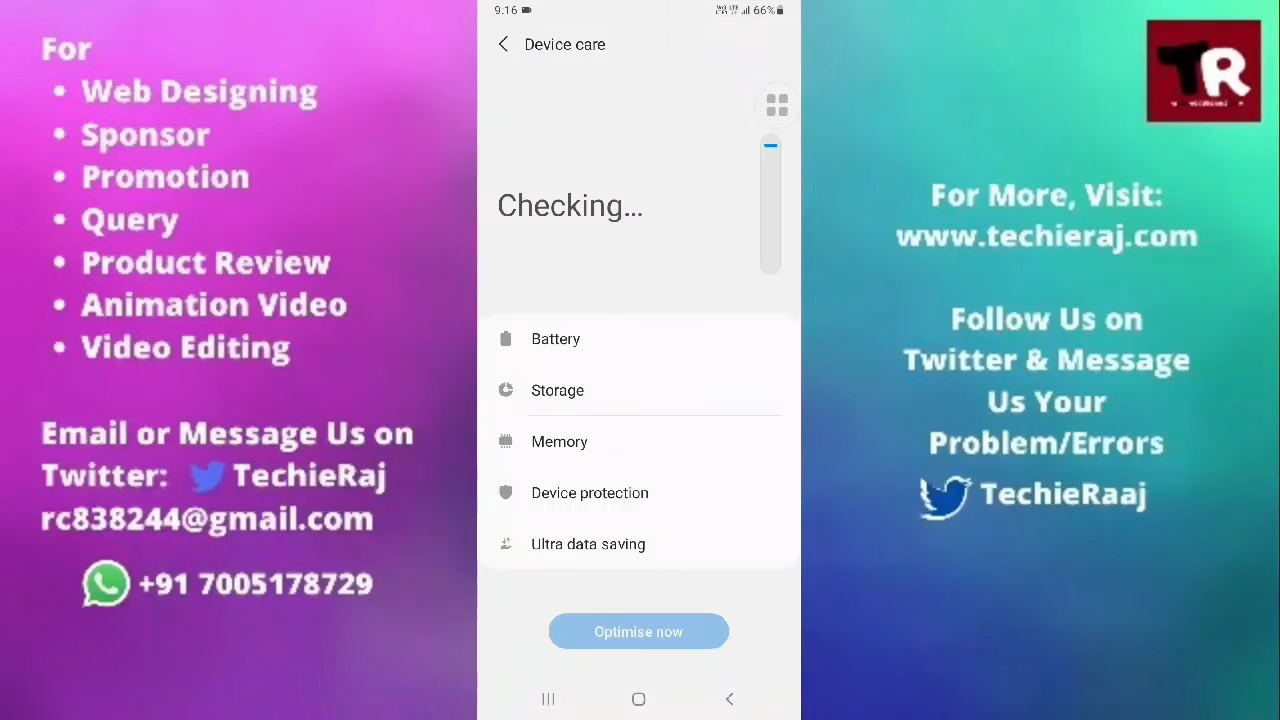 For
• Web Designing
• Sponsor
• Promotion
• Query
• Product Review
• Animation Video
• Video Editing
Email or Message Us on
Twitter: TechieRaj
rc838244@gmail.com
+91 7005178729
9:16
66%
Device care
Checking...
Battery
Storage
Memory
Device protection
Ultra data saving
Optimise now
TR
For More, Visit:
www.techieraj.com
Follow Us on
Twitter & Message
Us Your
Problem/Errors
TechieRaaj